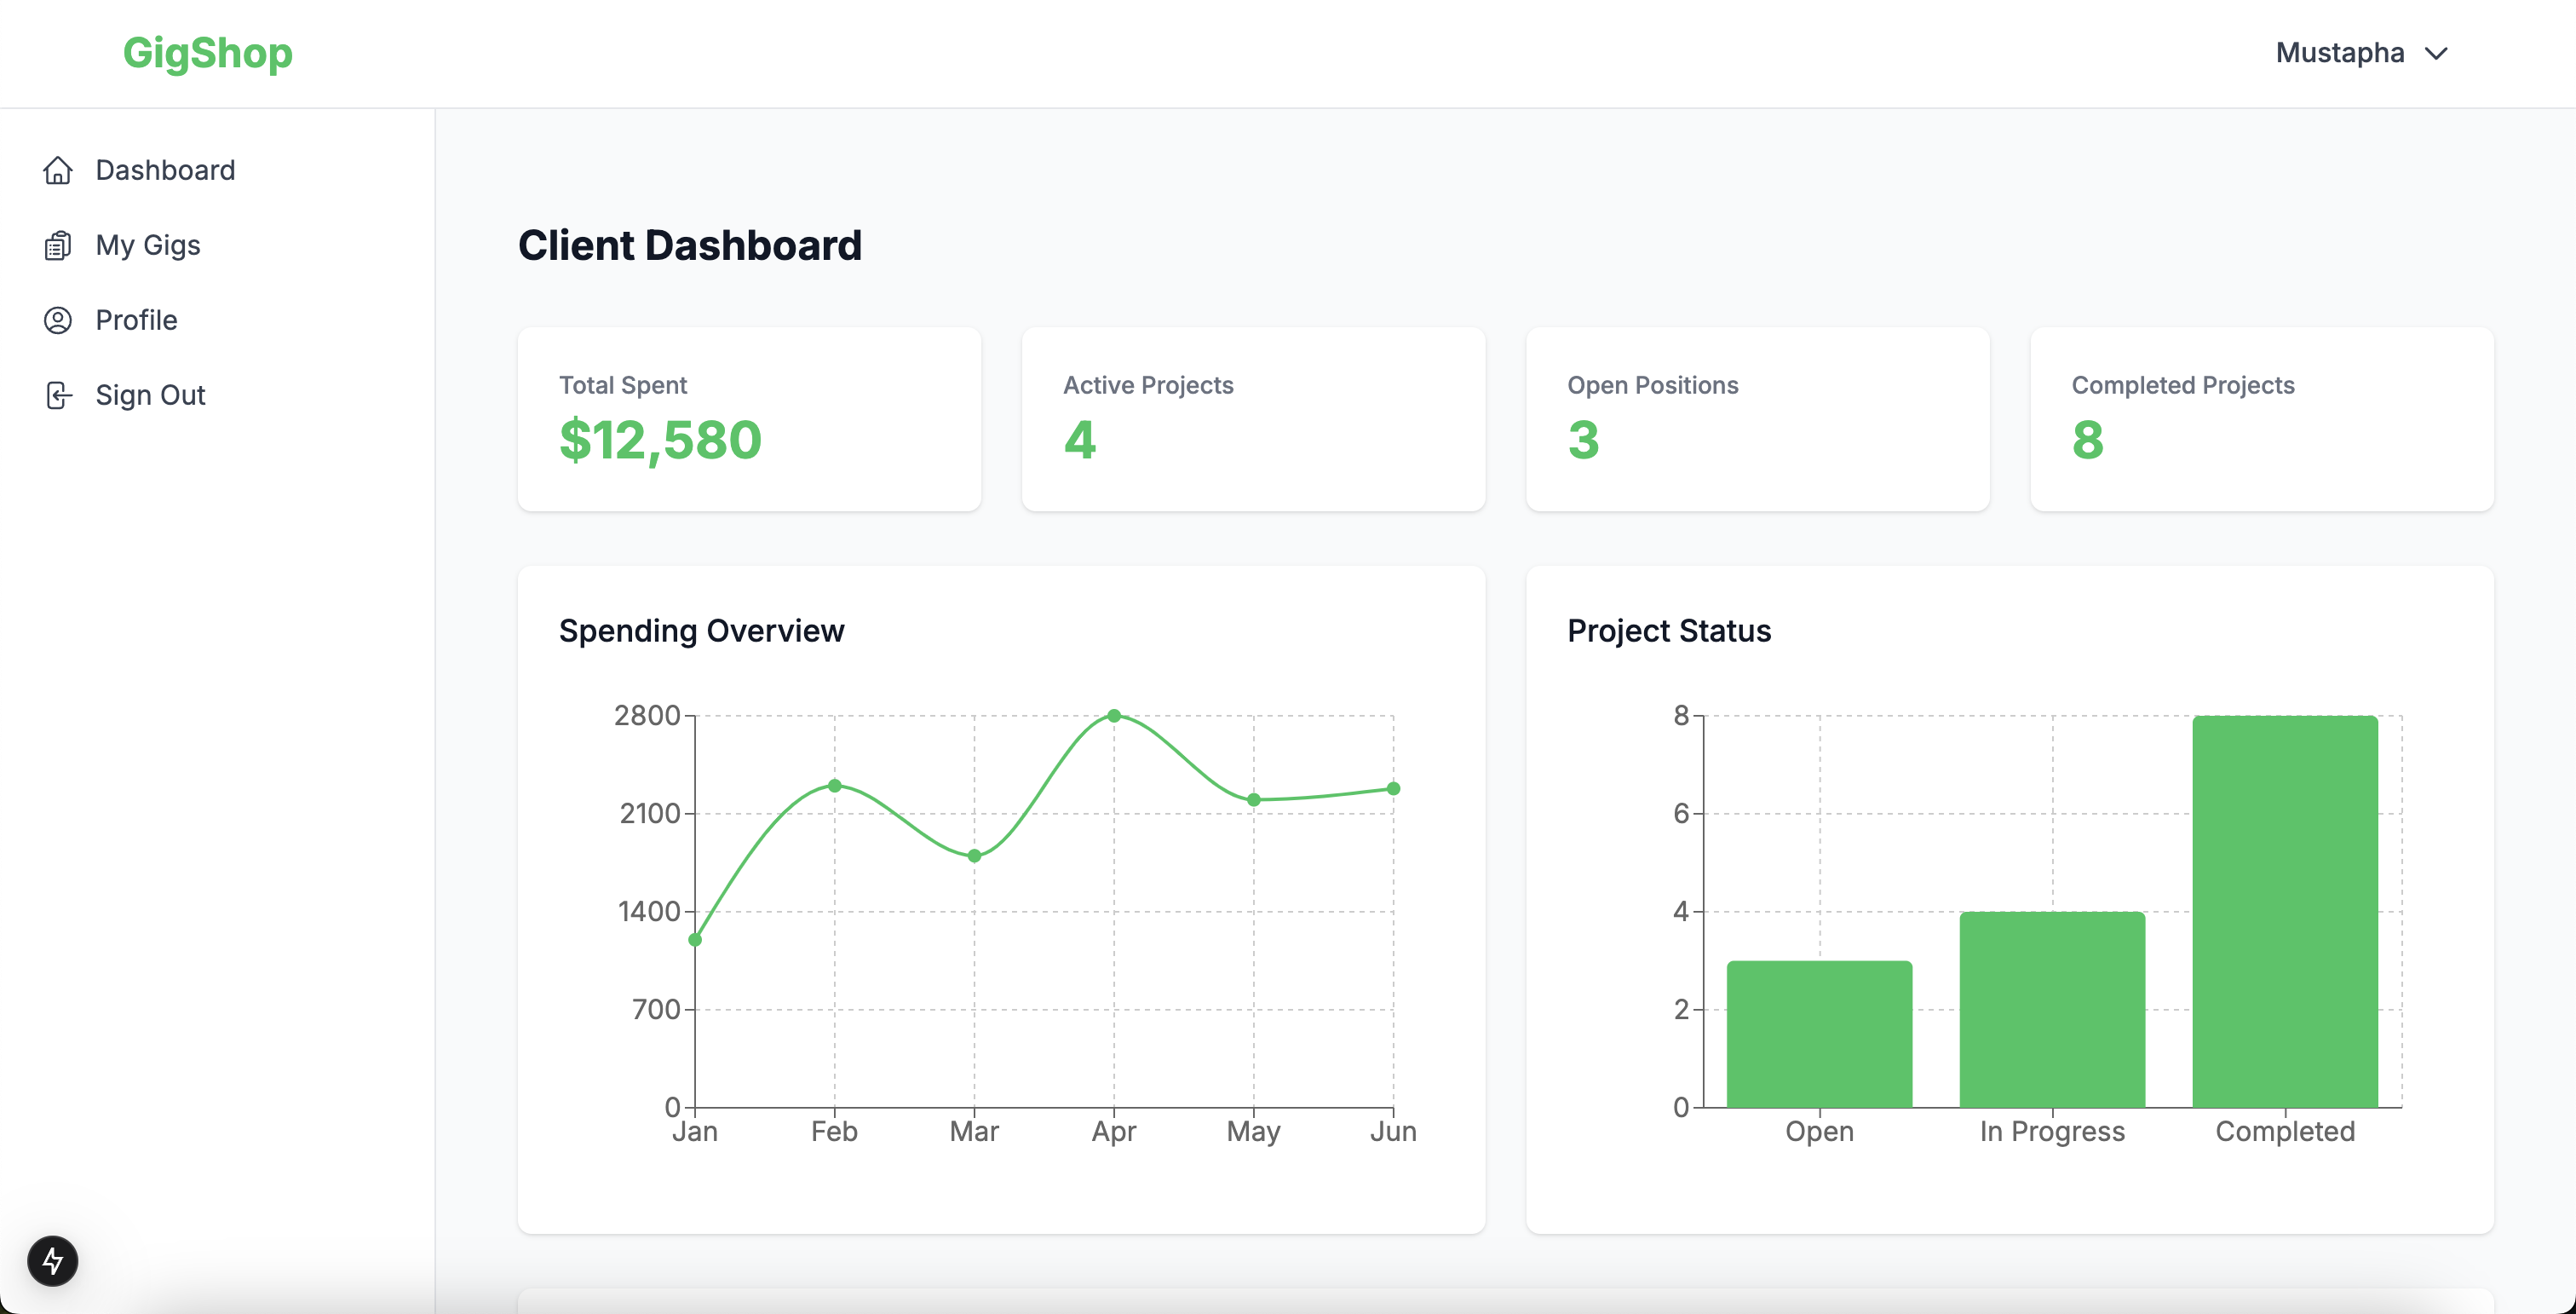 GigShop
Mustapha
Dashboard
My Gigs
Profile
Sign Out
Client Dashboard
Total Spent
$12,580
Active Projects
4
Open Positions
3
Completed Projects
8
Spending Overview
2800
2100
1400
700
0
Jan Feb Mar Apr May Jun
Project Status
8
6
4
2
0
Open In Progress Completed